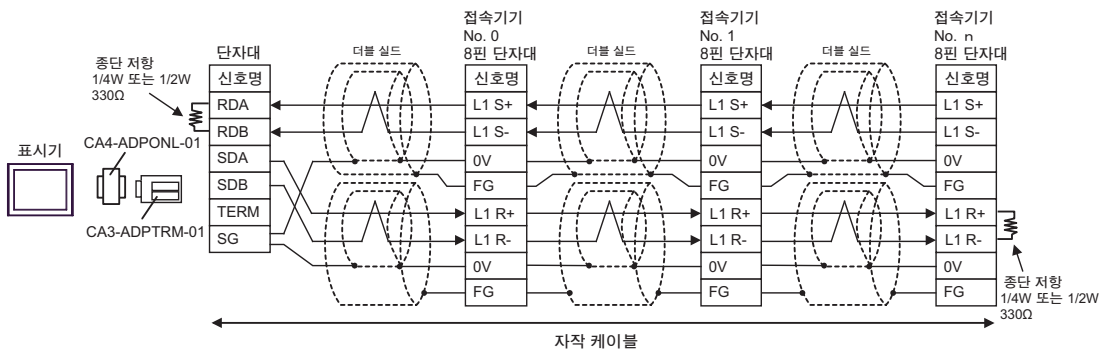 표시기
CA4-ADPONL-01
CA3-ADPTRM-01
종단 저항
1/4W 또는 1/2W
330Ω
단자대
신호명
RDA
RDB
SDA
SDB
TERM
SG
더블 실드
접속기기
No. 0
8핀 단자대
신호명
L1 S+
L1 S-
0V
FG
L1 R+
L1 R-
0V
FG
더블 실드
접속기기
No. 1
8핀 단자대
신호명
L1 S+
L1 S-
0V
FG
L1 R+
L1 R-
0V
FG
더블 실드
접속기기
No. n
8핀 단자대
신호명
L1 S+
L1 S-
0V
FG
L1 R+
L1 R-
0V
FG
종단 저항
1/4W 또는 1/2W
330Ω
자작 케이블